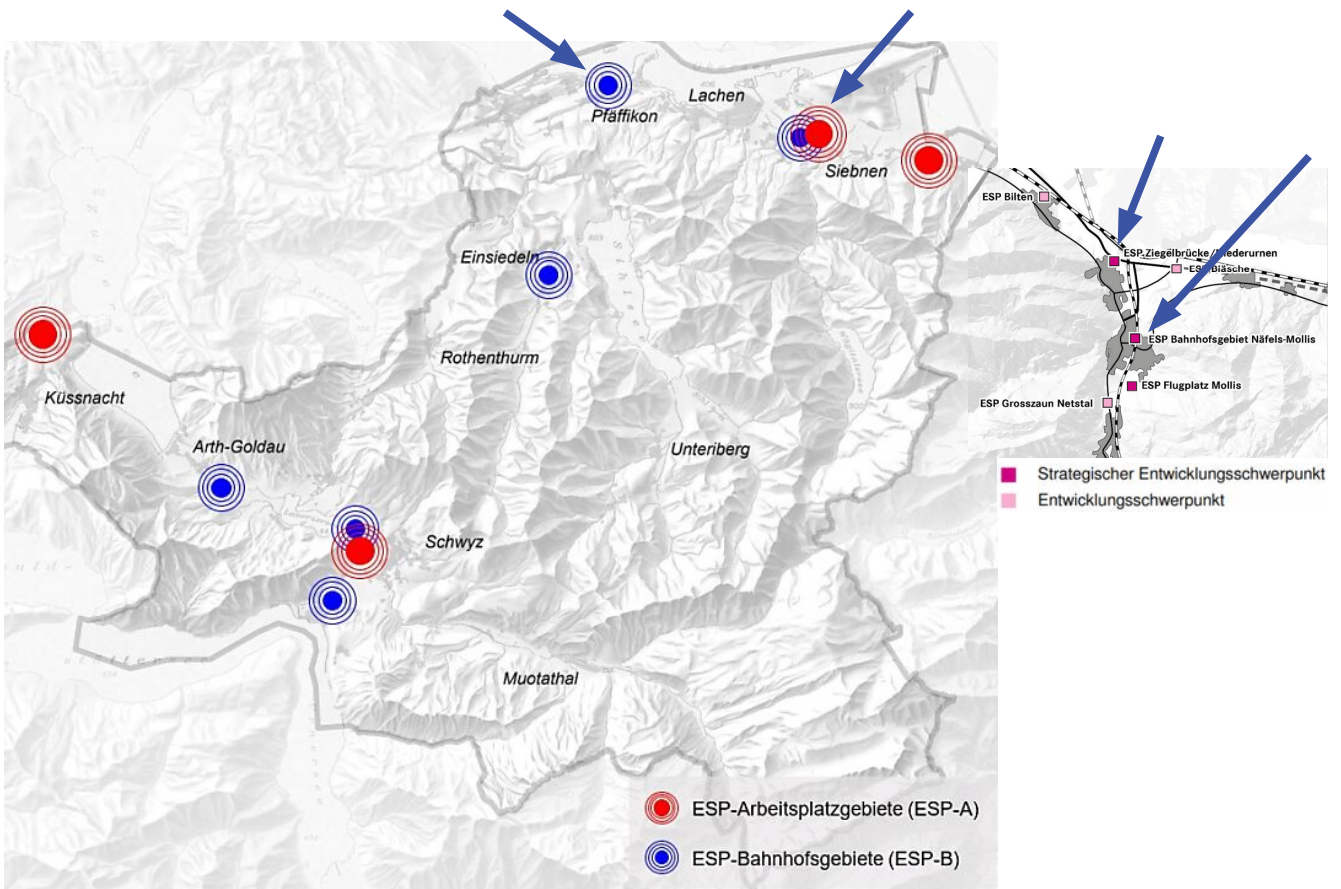 Lachen
Pfäffikon
Siebnen
Einsiedeln
Rothenthurm
Küssnacht
Arth-Goldau
Unteriberg
Schwyz
Muotathal
ESP-Arbeitsplatzgebiete (ESP-A)
ESP-Bahnhofsgebiete (ESP-B)
ESP Bilten
ESP Ziegelbrücke /Niederurnen
ESP Biäsche
ESP Bahnhofsgebiet Näfels-Mollis
ESP Flugplatz Mollis
ESP Grosszaun Netstal
Strategischer Entwicklungsschwerpunkt
Entwicklungsschwerpunkt